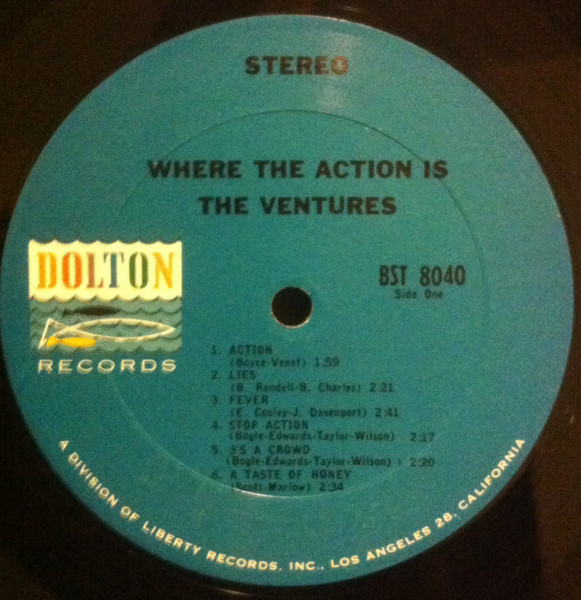 STEREO
WHERE THE ACTION IS
THE VENTURES
DOLTON
RECORDS
BST 8040
Side One
1. ACTION
(Boyce-Venet) 1:59
2. LIES
(B. Randell-B. Charles) 2:21
3. FEVER
(E. Cooley-J. Davenport) 2:41
4. STOP ACTION
(Bogle-Edwards-Taylor-Wilson) 2:17
5. 3'S A CROWD
(Bogle-Edwards-Taylor-Wilson) 2:20
6. A TASTE OF HONEY
(Scott-Marlow) 2:34
A DIVISION OF LIBERTY RECORDS, INC., LOS ANGELES 28, CALIFORNIA